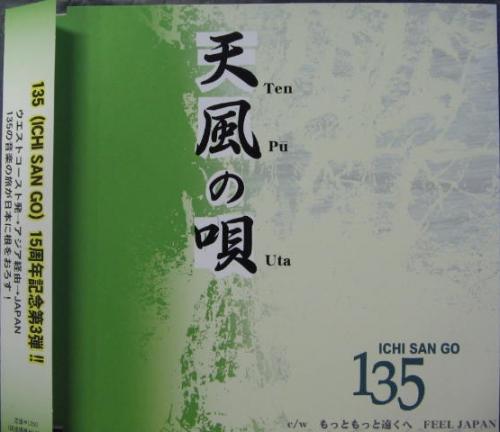 天風の唄
Ten
Pu
Uta
ICHI SAN GO
135
c/w もっともっと遠くへ FEEL JAPAN
135 (ICHI SAN GO) 15周年記念第3弾!!
ウエストコースト発→アジア経由→JAPAN
135の音楽の旅が日本に根をおろす!